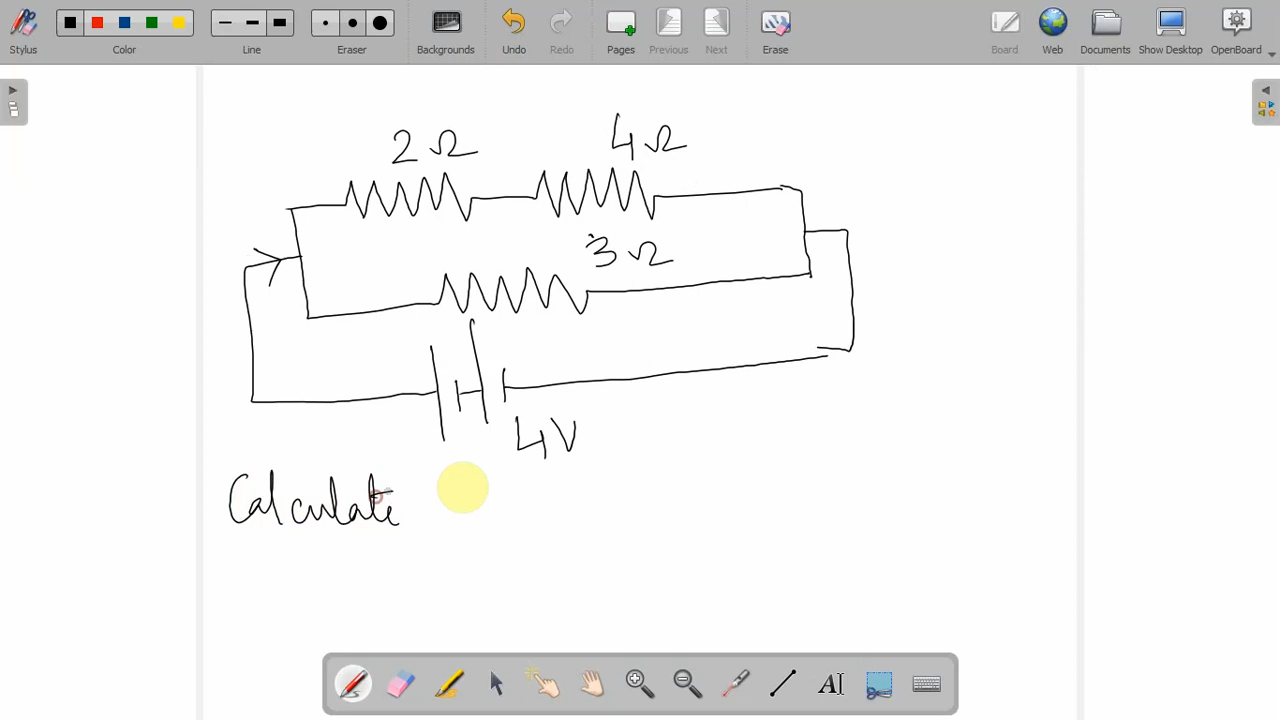 Stylus Color Line Eraser Backgrounds Undo Redo Pages Previous Next Erase Board Web Documents Show Desktop OpenBoard
2 Ω 4 Ω
3 Ω
4V
Calculate